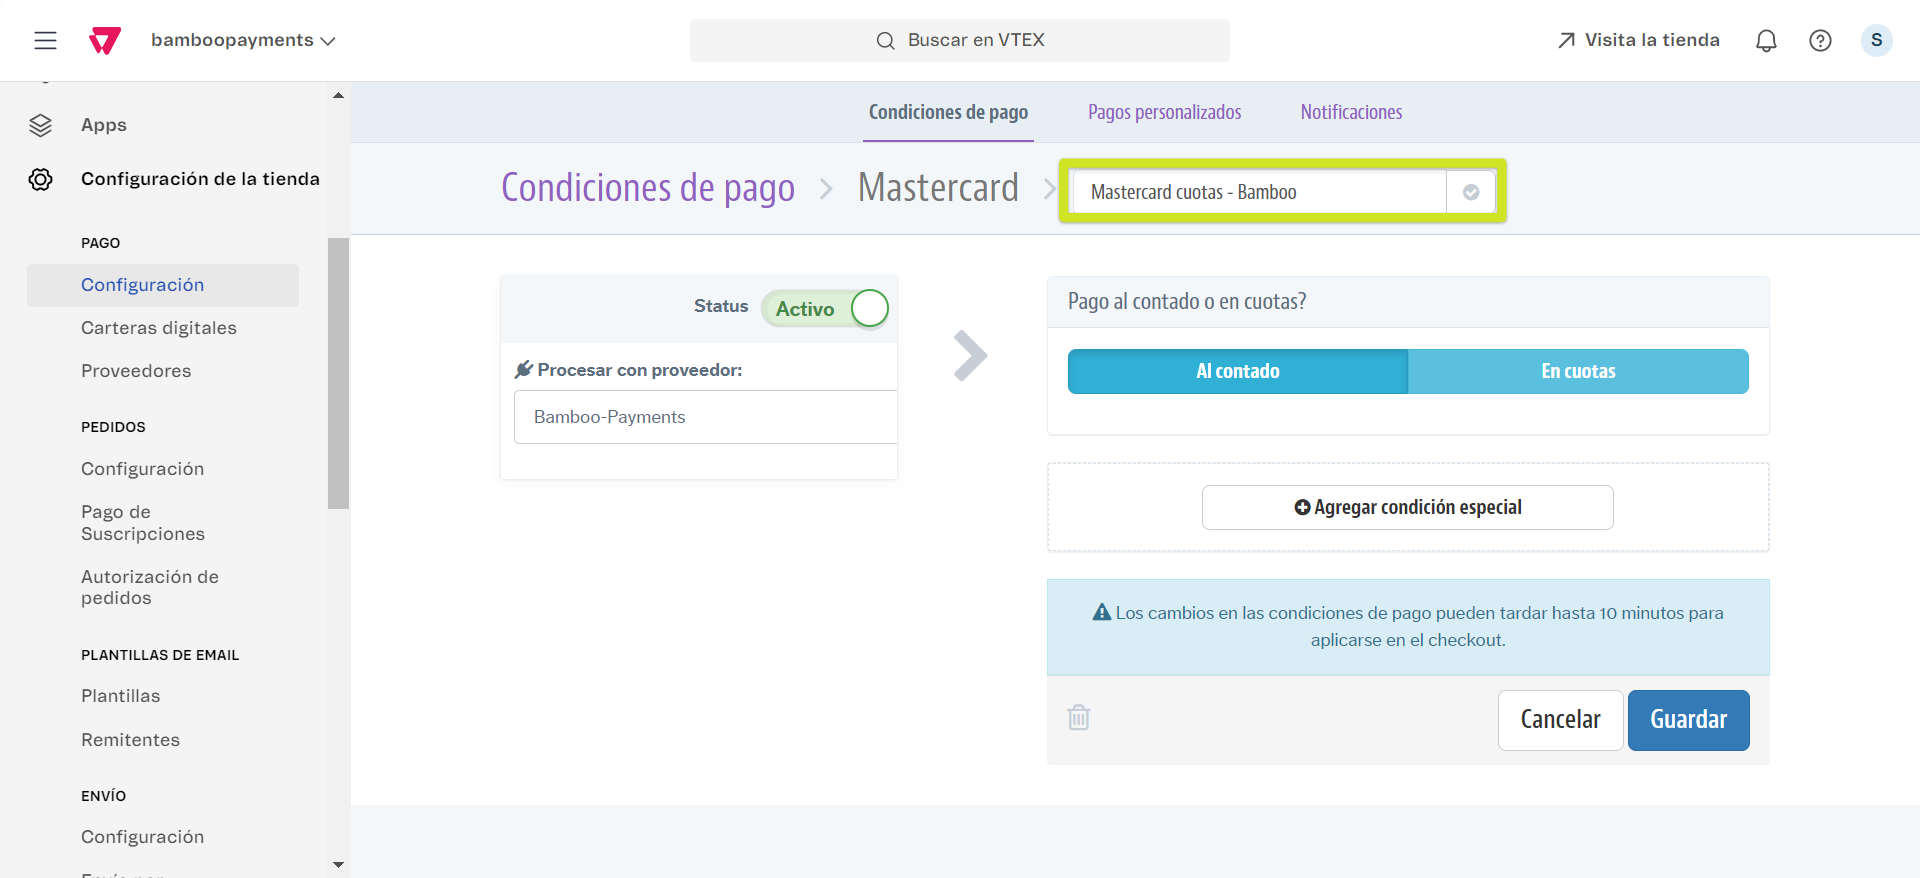 bamboopayments
Buscar en VTEX
Visita la tienda
S
Apps
Configuración de la tienda
PAGO
Configuración
Carteras digitales
Proveedores
PEDIDOS
Configuración
Pago de
Suscripciones
Autorización de
pedidos
PLANTILLAS DE EMAIL
Plantillas
Remitentes
ENVÍO
Configuración
Condiciones de pago
Pagos personalizados
Notificaciones
Condiciones de pago
Mastercard
Mastercard cuotas - Bamboo
Status
Activo
Procesar con proveedor:
Bamboo-Payments
Pago al contado o en cuotas?
Al contado
En cuotas
Agregar condición especial
Los cambios en las condiciones de pago pueden tardar hasta 10 minutos para
aplicarse en el checkout.
Cancelar
Guardar